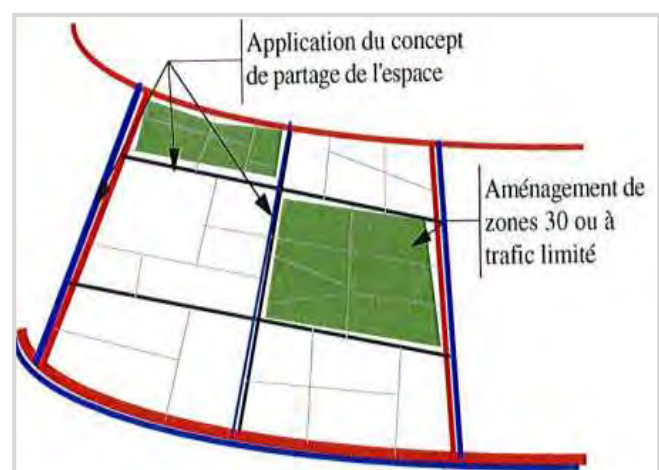 Application du concept
de partage de l'espace
Aménagement de
zones 30 ou à
trafic limité